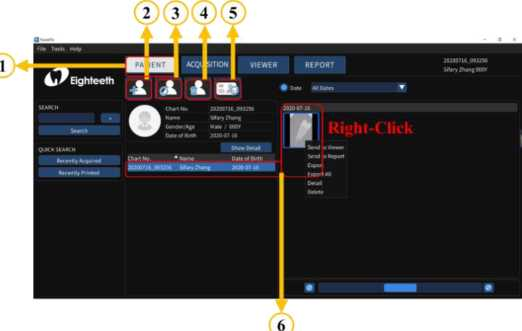 2 3 4 5
File Tools Help
1
PATIENT ACQUISITION VIEWER REPORT
20200716_093256
Sifary Zhang 000Y
Eighteeth
Date All Dates
SEARCH
Search
QUICK SEARCH
Recently Acquired
Recently Printed
Chart No. 20200716_093256
Name Sifary Zhang
Gender/Age Male / 000Y
Date of Birth 2020-07-16
Show Detail
Chart No. Name Date of Birth
20200716_093256 Sifary Zhang 2020-07-16
2020-07-16
Right-Click
Send to Viewer
Send to Report
Export
Export All
Detail
Delete
6